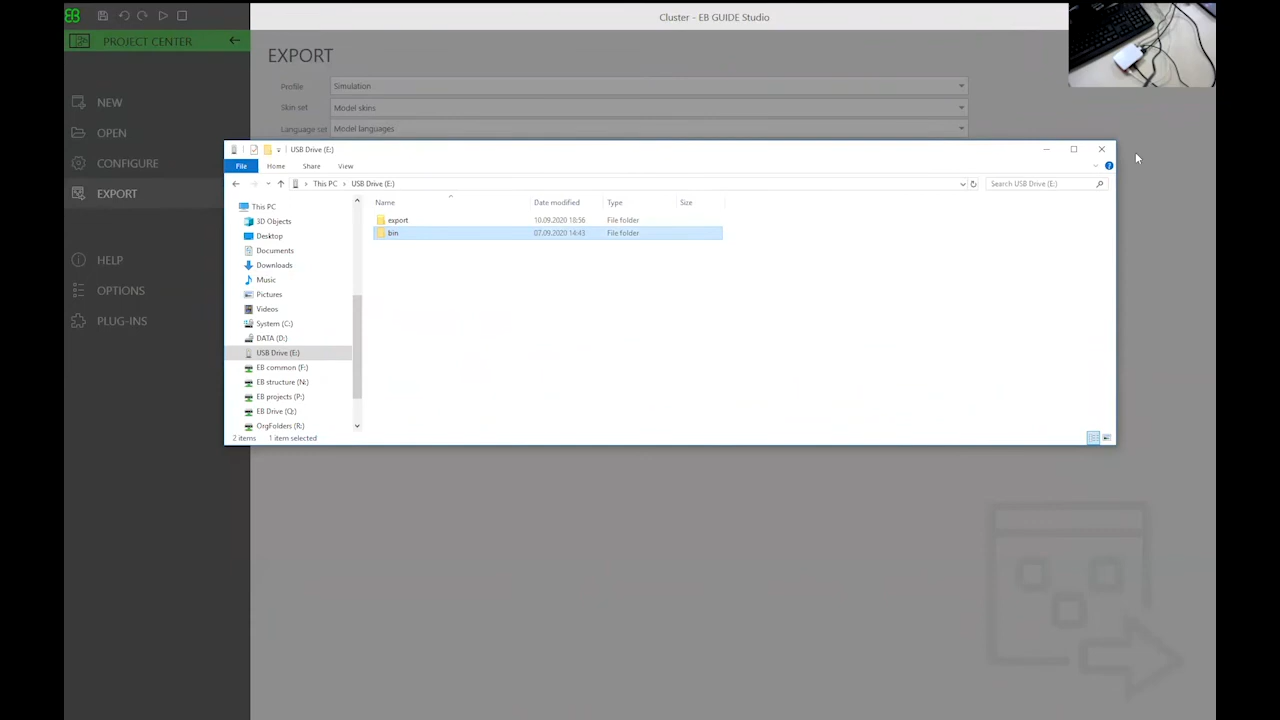 EB
Cluster - EB GUIDE Studio
PROJECT CENTER
NEW
OPEN
CONFIGURE
EXPORT
HELP
OPTIONS
PLUG-INS
EXPORT
Profile Simulation
Skin set Model skins
Language set Model languages
USB Drive (E:)
File Home Share View
This PC USB Drive (E:)
Search USB Drive (E:)
This PC
3D Objects
Desktop
Documents
Downloads
Music
Pictures
Videos
System (C:)
DATA (D:)
USB Drive (E:)
EB common (F:)
EB structure (N:)
EB projects (P:)
EB Drive (Q:)
OrgFolders (R:)
Name Date modified Type Size
export 10.09.2020 18:56 File folder
bin 07.09.2020 14:43 File folder
2 items 1 item selected